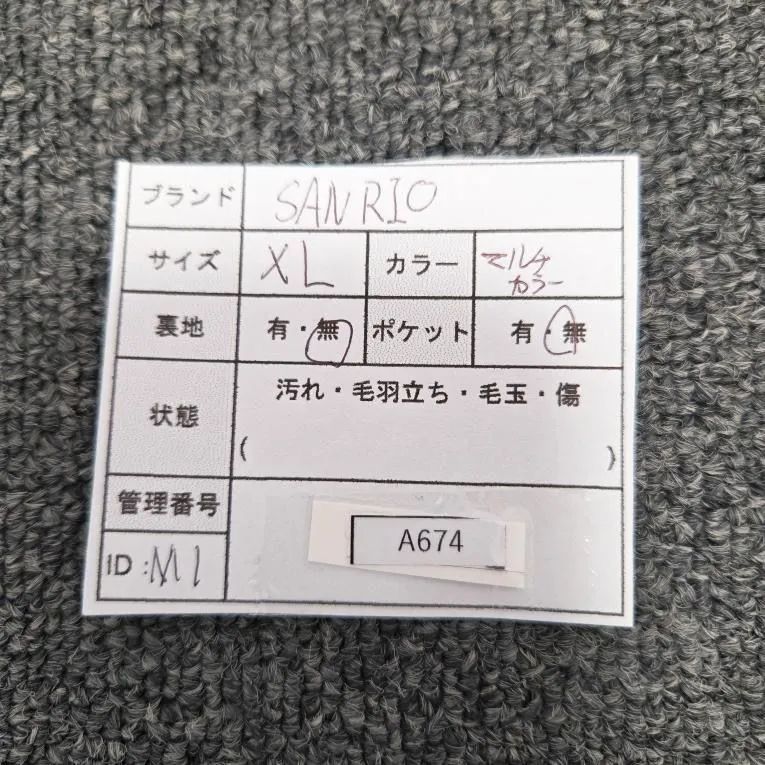 ブランド SANRIO
サイズ XL カラー マルチ
カラー
裏地 有・無 ポケット 有・無
状態 汚れ・毛羽立ち・毛玉・傷
( )
管理番号 A674
ID:M1